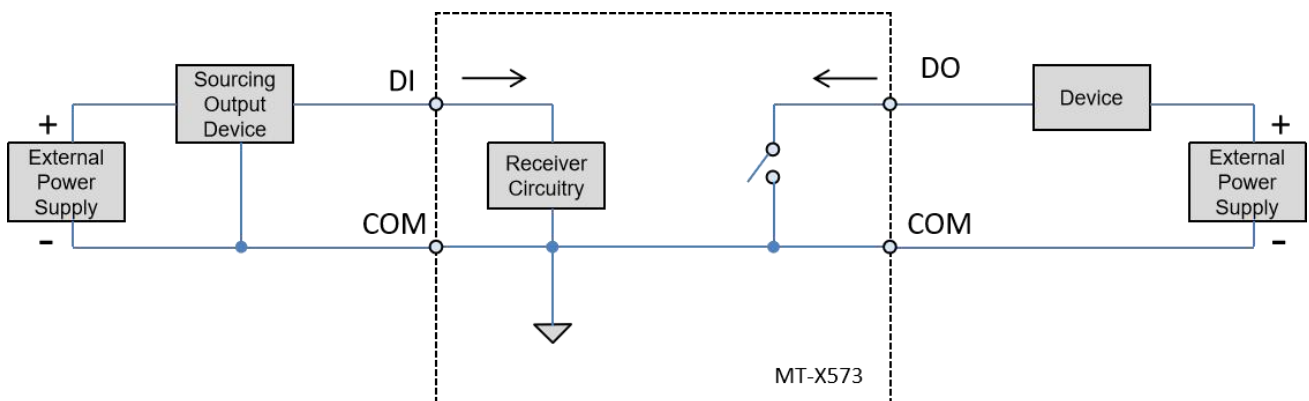 DI
DO
Sourcing
Output
Device
Device
+
+
External
Power
Supply
Receiver
Circuitry
External
Power
Supply
COM
COM
-
-
MT-X573